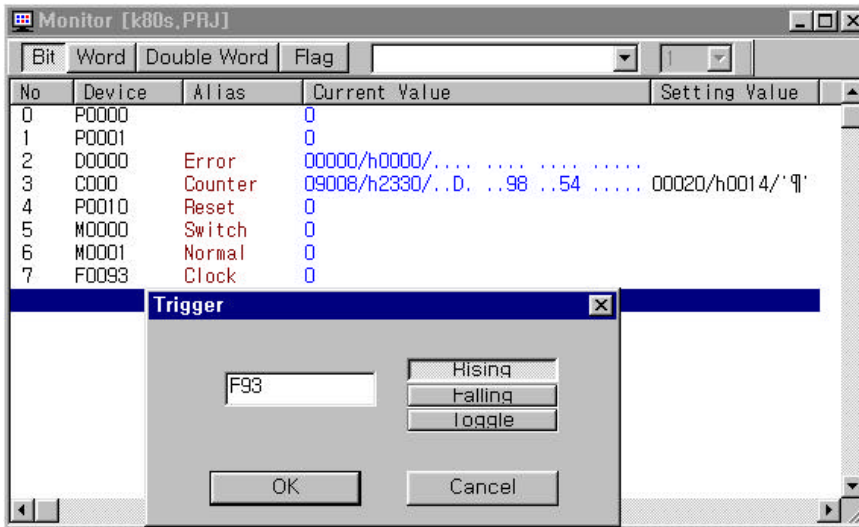 Monitor [k80s,PRJ]
Bit Word Double Word Flag 1
No Device Alias Current Value Setting Value
0 P0000 0
1 P0001 0
2 D0000 Error 00000/h0000/.... .... .... .....
3 C000 Counter 09008/h2330/..D. ..98 ..54 ..... 00020/h0014/'¶'
4 P0010 Reset 0
5 M0000 Switch 0
6 M0001 Normal 0
7 F0093 Clock 0
Trigger
F93
Rising
Falling
Toggle
OK Cancel